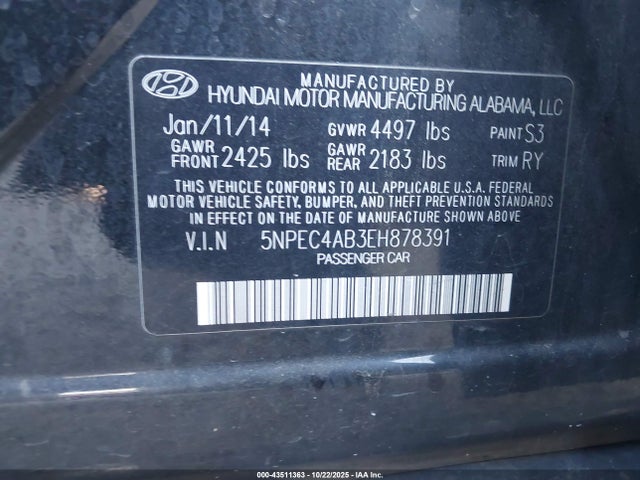 MANUFACTURED BY
HYUNDAI MOTOR MANUFACTURING ALABAMA, LLC
Jan/11/14 GVWR 4497 lbs PAINT S3
GAWR FRONT 2425 lbs GAWR REAR 2183 lbs TRIM RY
THIS VEHICLE CONFORMS TO ALL APPLICABLE U.S.A. FEDERAL
MOTOR VEHICLE SAFETY, BUMPER, AND THEFT PREVENTION STANDARDS
IN EFFECT ON THE DATE OF MANUFACTURE SHOWN ABOVE
V.I.N 5NPEC4AB3EH878391
PASSENGER CAR
000-43511363 - 10/22/2025 - IAA Inc.